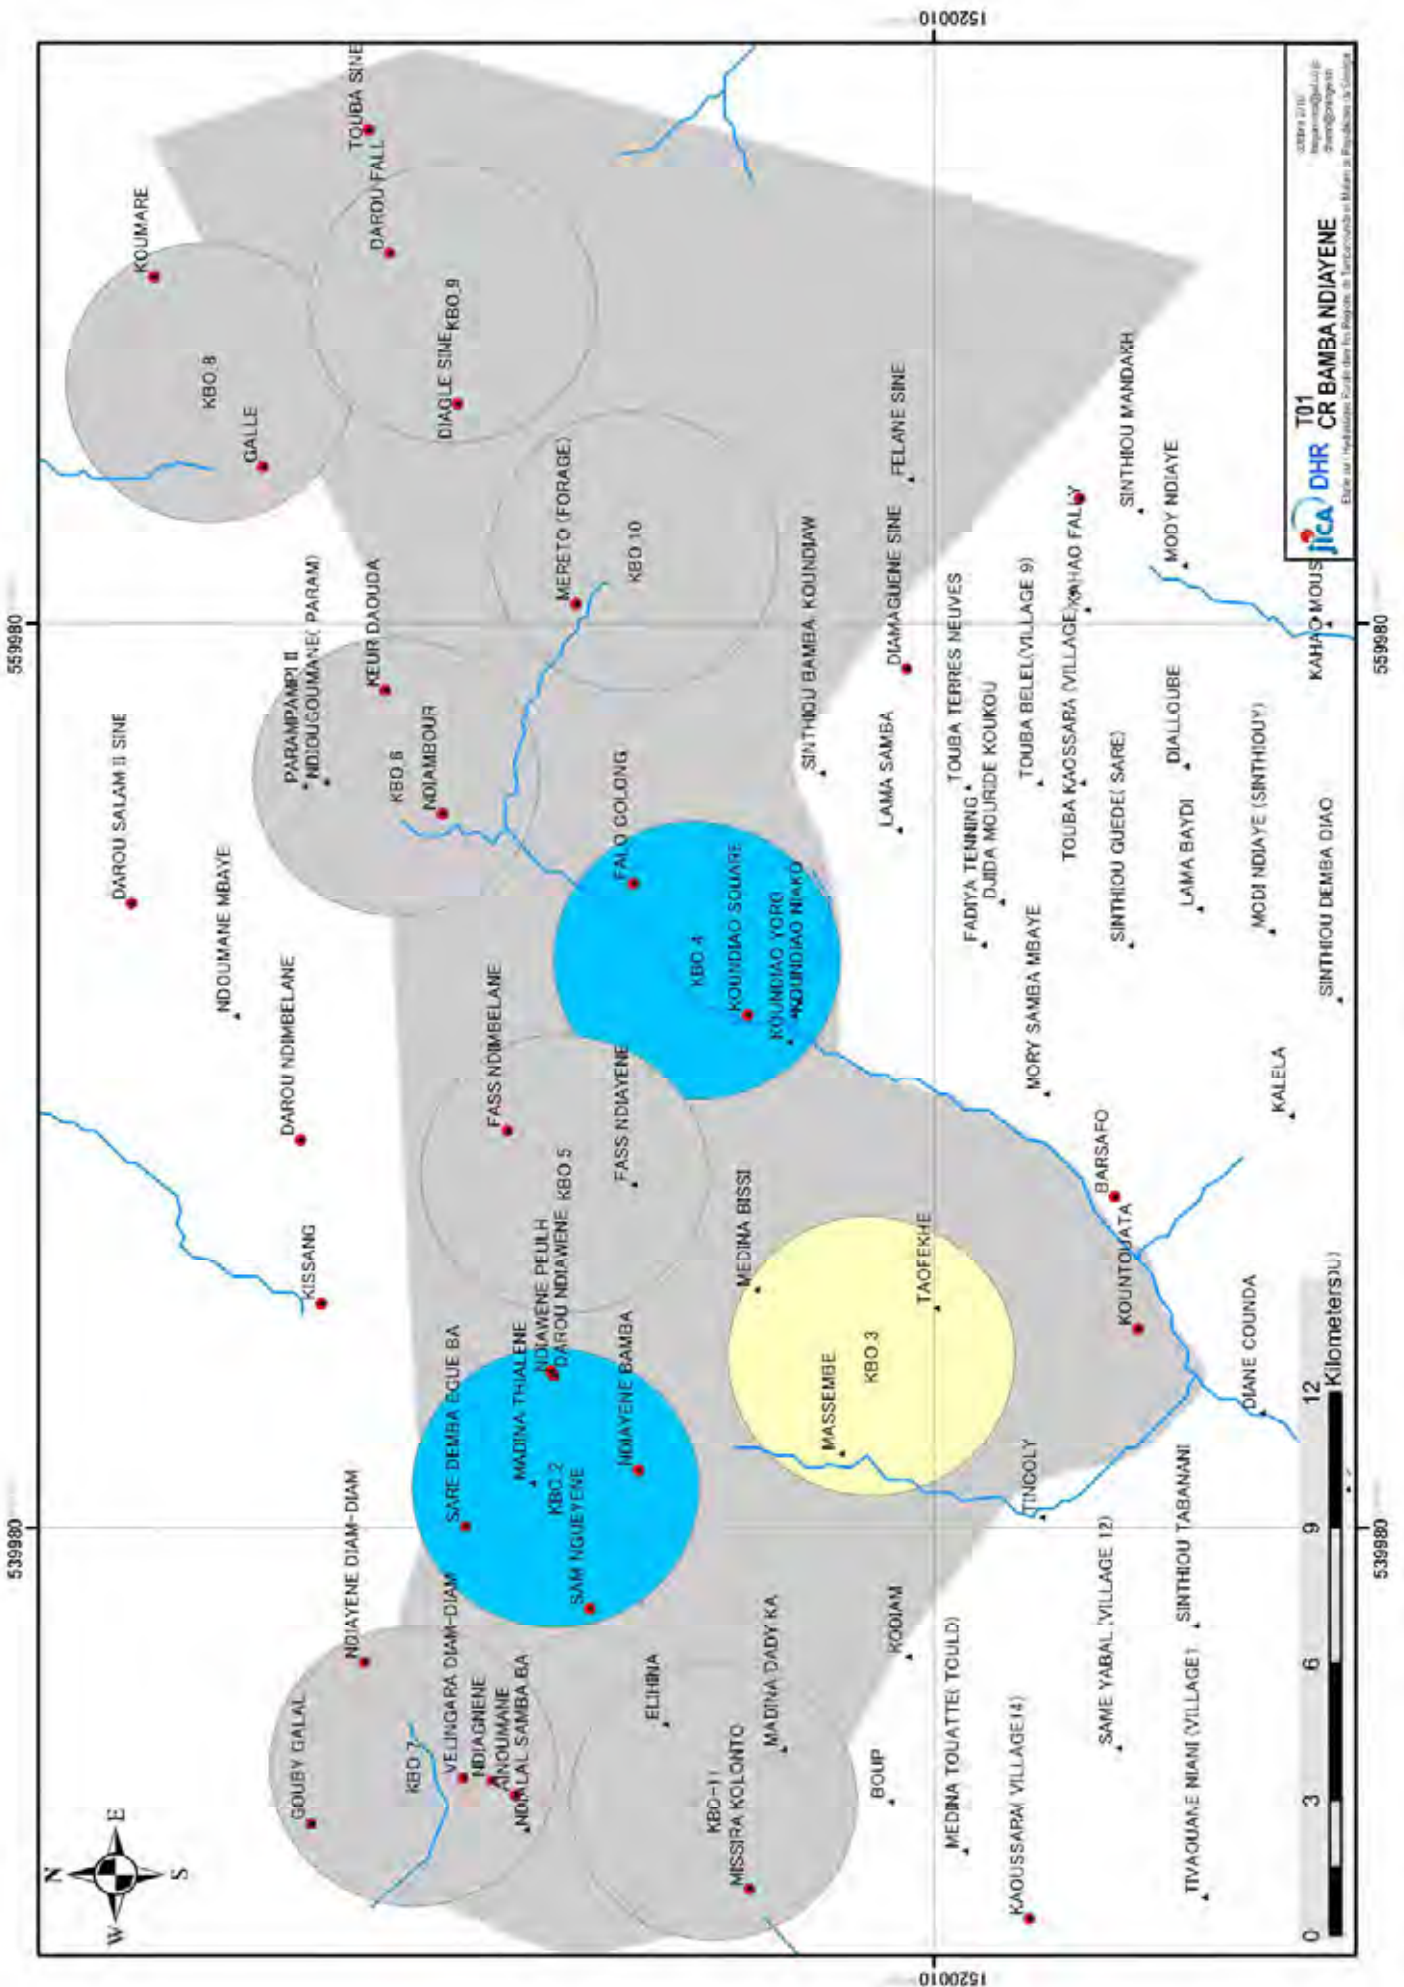 559980
539980
1520010
KOUMARE
TOUBA SINE
DAROU FALL
KBO.8
GALLE
DIAGLE SINE
KBO.9
MERETO (FORAGE)
KBO.10
FELANE SINE
SINTHIOU MANDAKH
MODY NDIAYE
DAROU SALAM II SINE
PARAMPAMPI II
NDIOUGOUMANE( PARAM)
KEUR DAOUDA
KBO.6
NDIAMBOUR
SINTHIOU BAMBA KOUNDIAW
DIAMAGUENE SINE
TOUBA TERRES NEUVES
TOUBA BELEL(VILLAGE 9)
KAHAO FALLY
KAHAO MOUS
NDOUMANE MBAYE
FALO COLONG
LAMA SAMBA
DJIDA MOURIDE KOUKOU
TOUBA KAOSSARA (VILLAGE)
DIALLOUBE
MODI NDIAYE (SINTHIOUY)
DAROU NDIMBELANE
FASS NDIMBELANE
KBO.4
KOUNDIAO SOUARE
KOUNDIAO YORO
KOUNDIAO NIAKO
FADIYA TENNING
SINTHIOU GUEDE( SARE)
LAMA BAYDI
SINTHIOU DEMBA DIAO
MORY SAMBA MBAYE
KISSANG
FASS NDIAYENE
KBO.5
MEDINA BISSI
TAOFEKHE
BARSAFO
KALELA
NDIAWENE PEULH
DAROU NDIAWENE
SARE DEMBA EGUE BA
MADINA THIALENE
KBO.2
NDIAYENE BAMBA
SAM NGUEYENE
MASSEMBE
KBO.3
KOUNTOUATA
DIANE COUNDA
NDIAYENE DIAM-DIAM
TINGOLY
SINTHIOU TABANANI
GOUBY GALAL
KBO.7
VELINGARA DIAM-DIAM
NDIAGNENE
AINOUMANE
NDIALAL SAMBA BA
ELIHINA
MADINA DADY KA
KODIAM
SAME YABAL (VILLAGE 12)
KBO-11
MISSIRA KOLONTO
BOUP
MEDINA TOUATTE( TOULD)
KAOUSSARA( VILLAGE14)
TIVAOUANE NIANI (VILLAGE )
N
W
E
S
0
3
6
9
12
Kilometers
jICA DHR
T01
CR BAMBA NDIAYENE
1520010
539980
559980